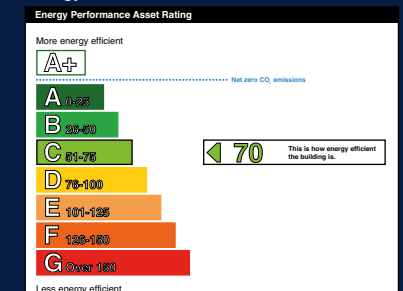 Energy Performance Asset Rating
More energy efficient
A+
Net zero CO₂ emissions
A 0-25
B 26-50
C 51-75
70
This is how energy efficient
the building is.
D 76-100
E 101-125
F 126-150
G Over 150
Less energy efficient